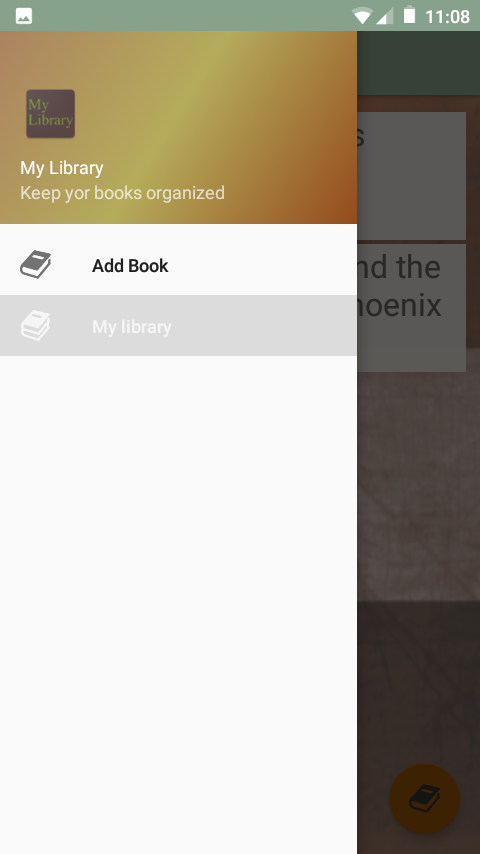 11:08
My
Library
My Library
Keep yor books organized
s
Add Book
nd the
hoenix
My library